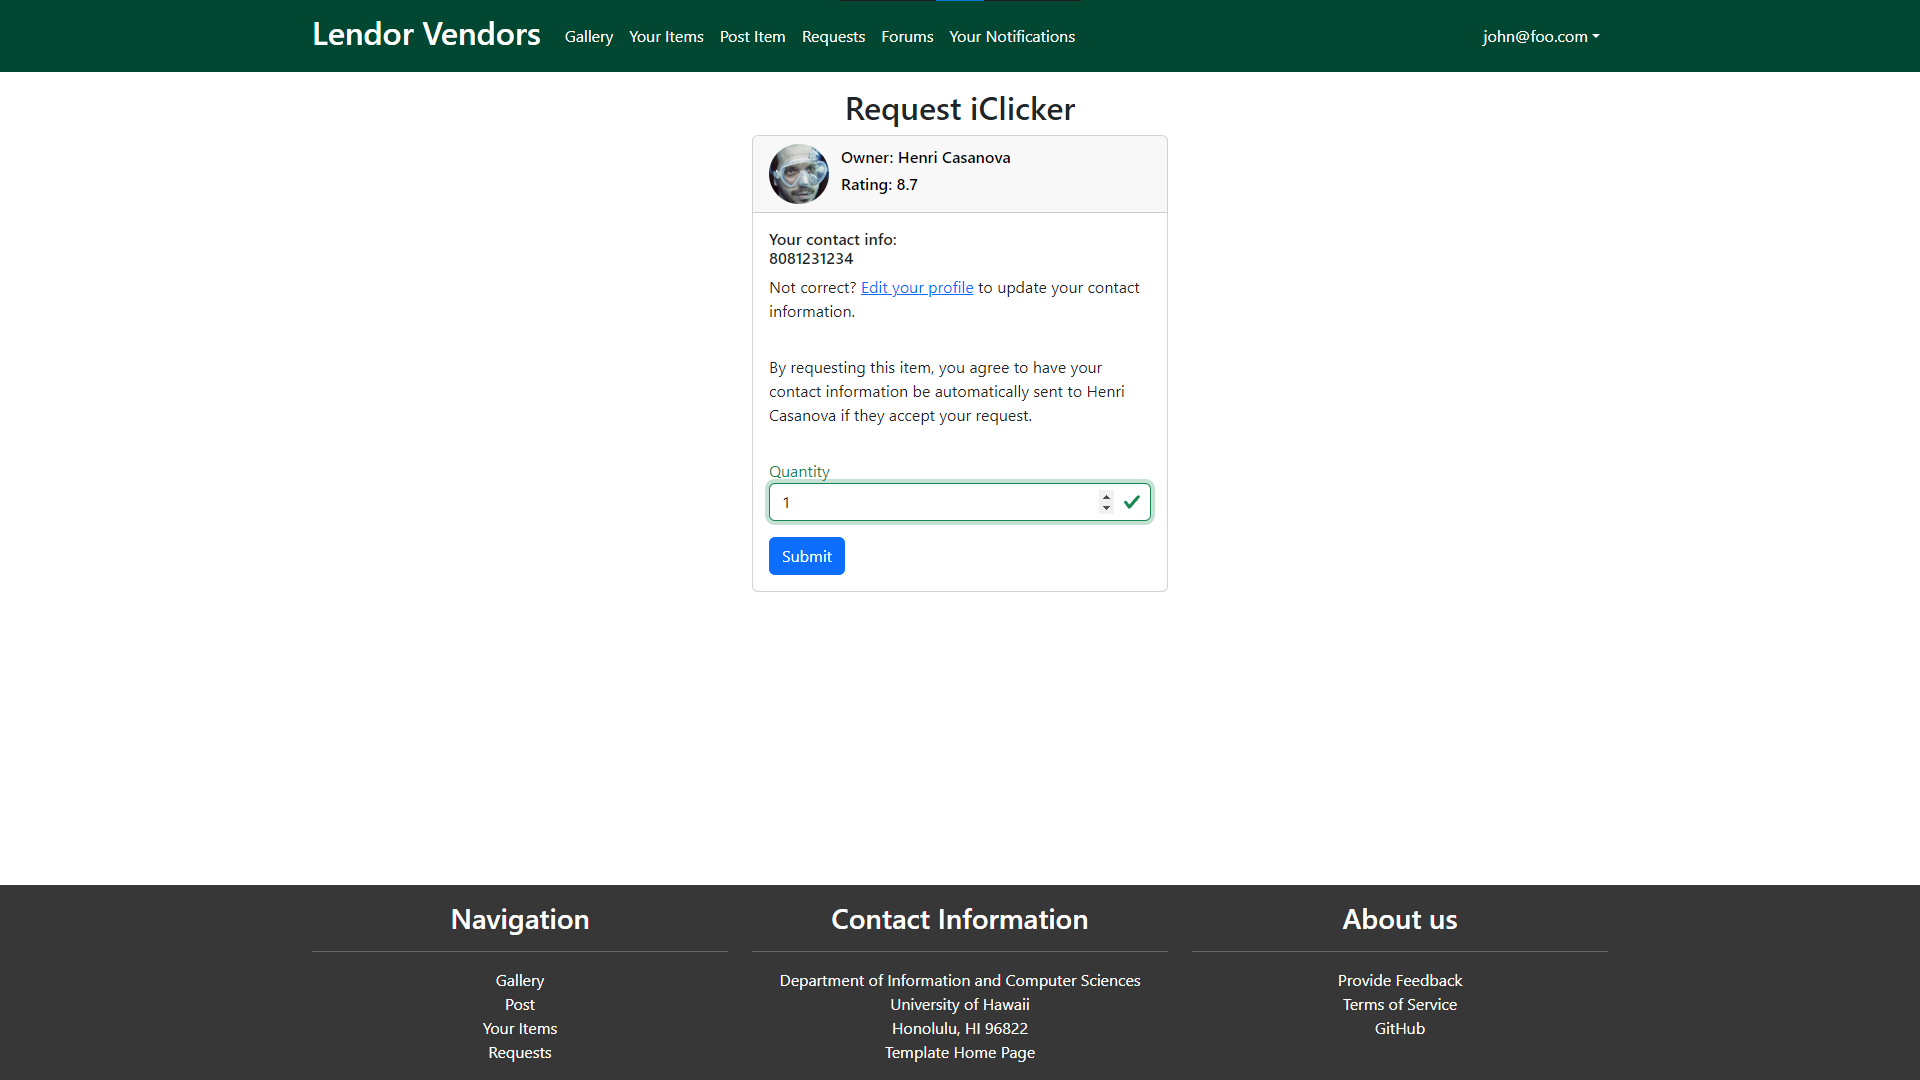 Lendor Vendors Gallery Your Items Post Item Requests Forums Your Notifications john@foo.com
Request iClicker
Owner: Henri Casanova
Rating: 8.7
Your contact info:
8081231234
Not correct? Edit your profile to update your contact
information.
By requesting this item, you agree to have your
contact information be automatically sent to Henri
Casanova if they accept your request.
Quantity
1
Submit
Navigation
Gallery
Post
Your Items
Requests
Contact Information
Department of Information and Computer Sciences
University of Hawaii
Honolulu, HI 96822
Template Home Page
About us
Provide Feedback
Terms of Service
GitHub